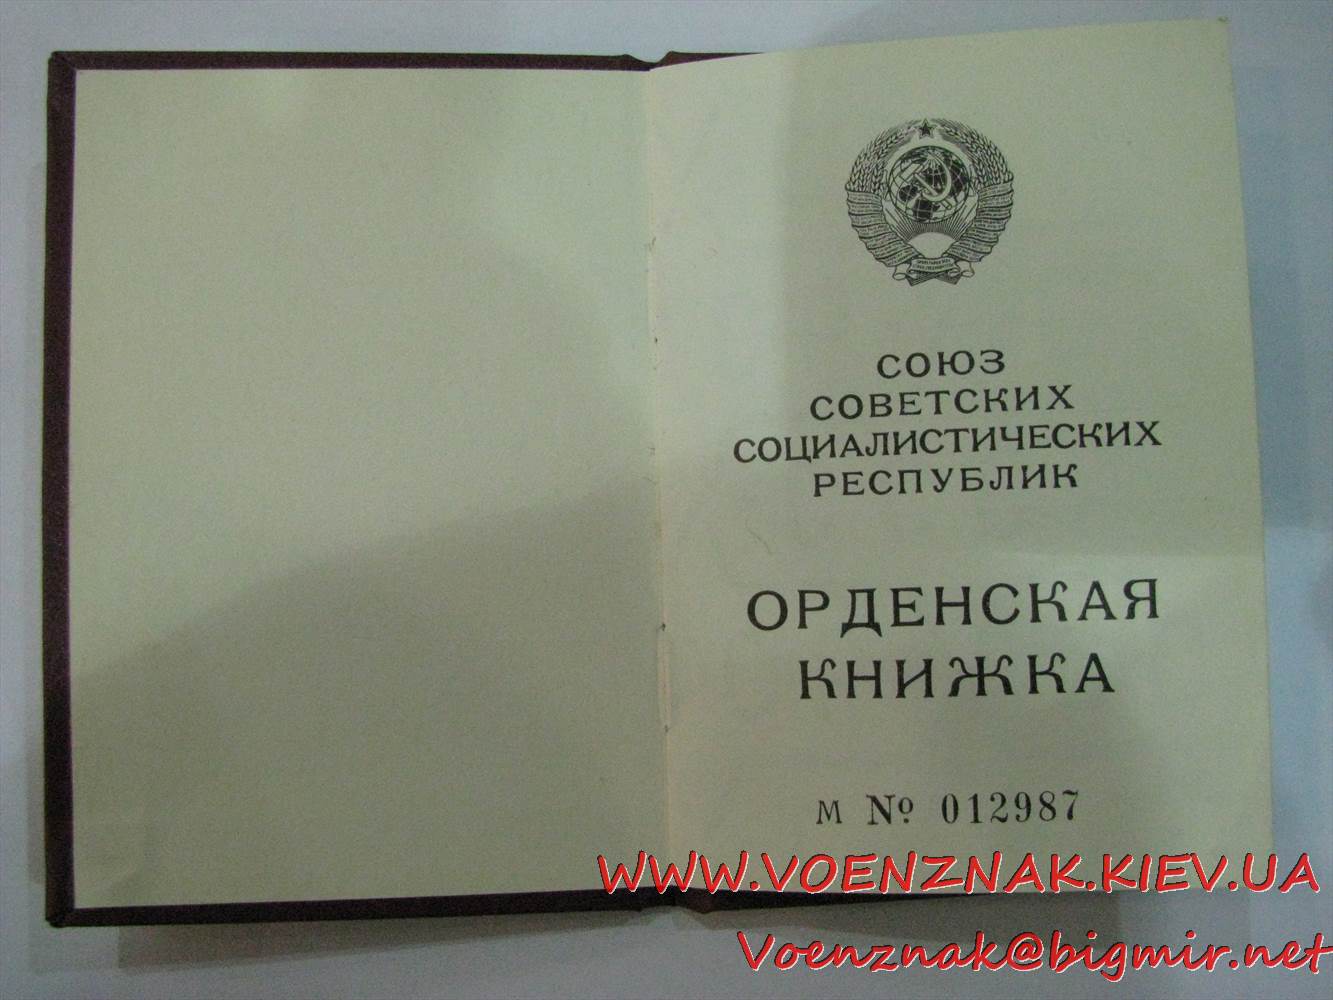 СОЮЗ
СОВЕТСКИХ
СОЦИАЛИСТИЧЕСКИХ
РЕСПУБЛИК
ОРДЕНСКАЯ
КНИЖКА
М № 012987
WWW.VOENZNAK.KIEV.UA
Voenznak@bigmir.net